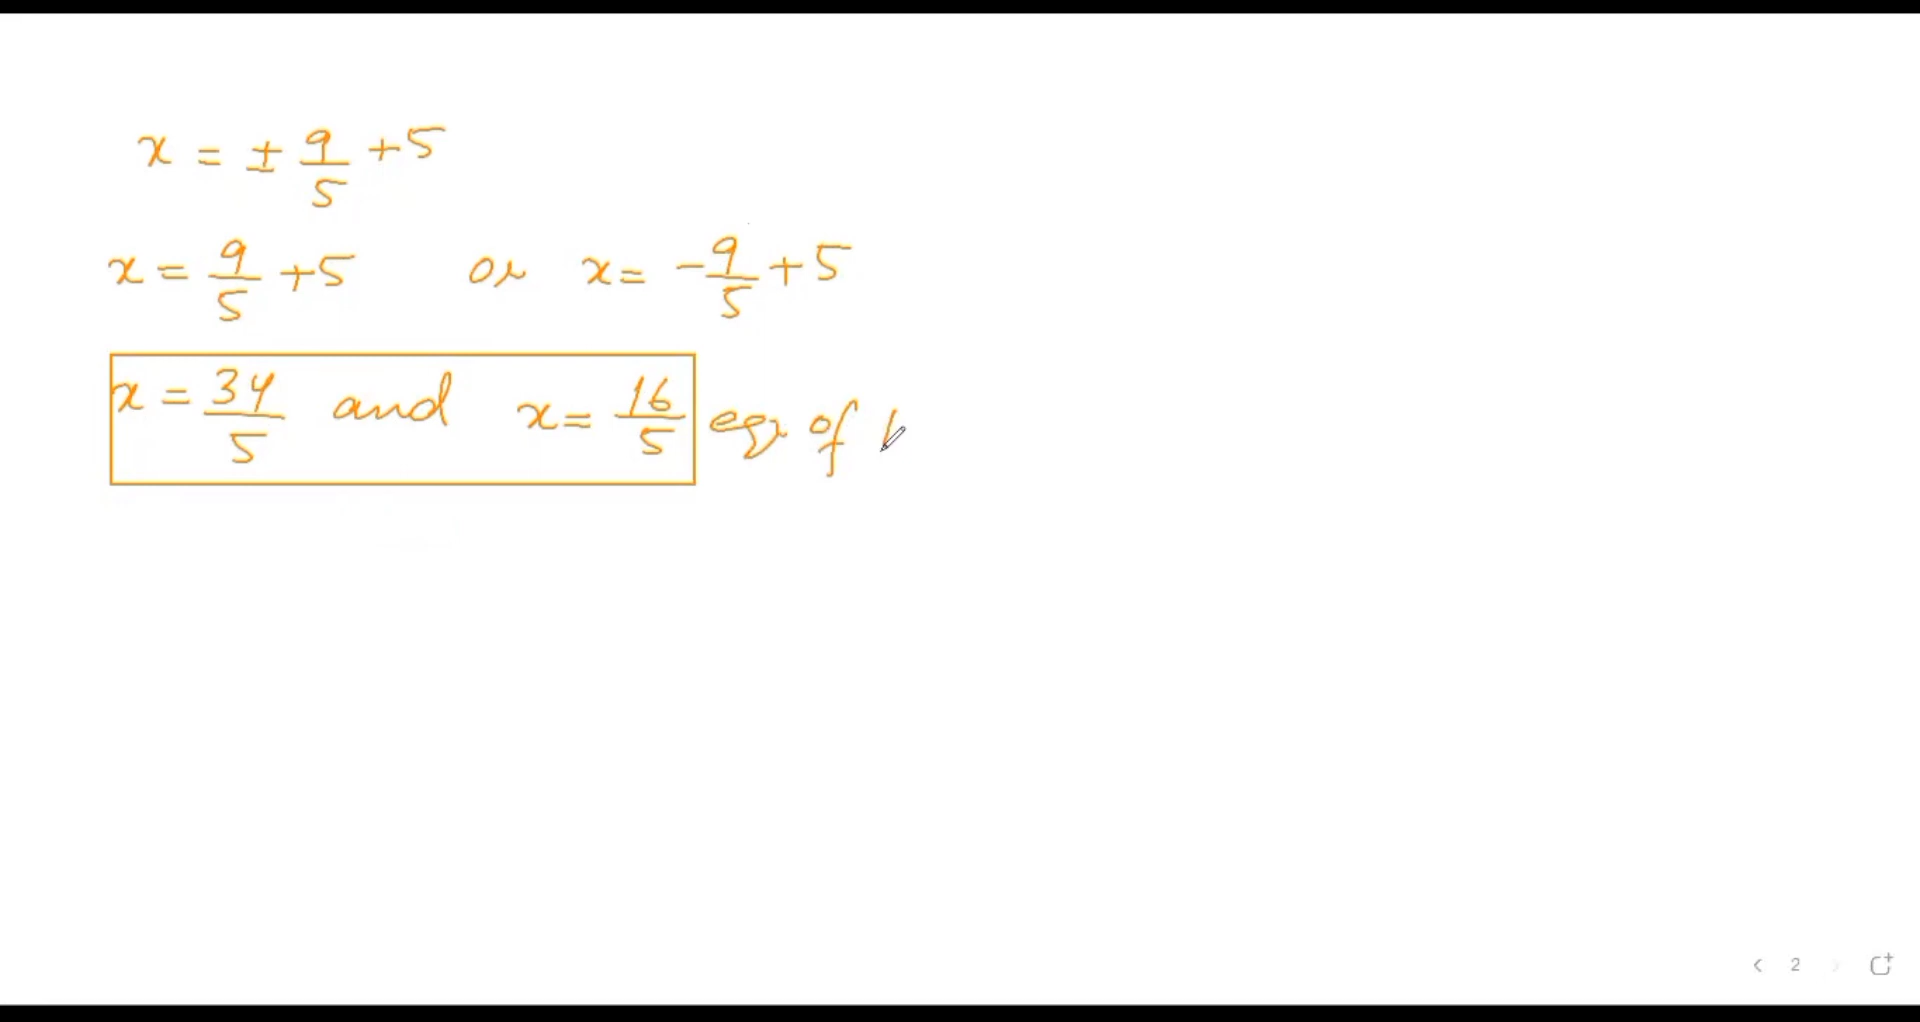 x = ± 9/5 + 5
x = 9/5 + 5 or x = - 9/5 + 5
x = 34/5 and x = 16/5 eqn of
2